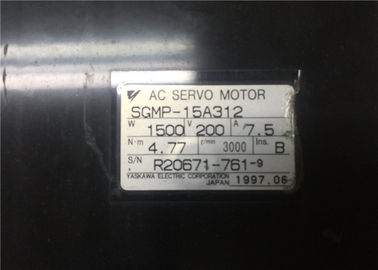 AC SERVO MOTOR
SGMP-15A312
W 1500 V 200 A 7.5
N·m 4.77 r/min 3000 Ins. B
S/N R20671-761-9
YASKAWA ELECTRIC CORPORATION
JAPAN 1997.06